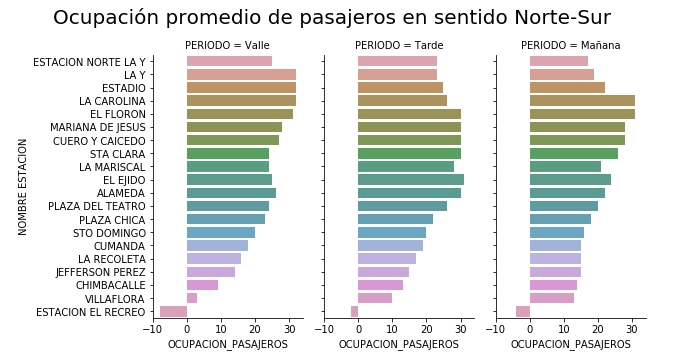 Ocupación promedio de pasajeros en sentido Norte-Sur
PERIODO = Valle
PERIODO = Tarde
PERIODO = Mañana
NOMBRE ESTACION
ESTACION NORTE LA Y
LA Y
ESTADIO
LA CAROLINA
EL FLORON
MARIANA DE JESUS
CUERO Y CAICEDO
STA CLARA
LA MARISCAL
EL EJIDO
ALAMEDA
PLAZA DEL TEATRO
PLAZA CHICA
STO DOMINGO
CUMANDA
LA RECOLETA
JEFFERSON PEREZ
CHIMBACALLE
VILLAFLORA
ESTACION EL RECREO
−10 0 10 20 30
−10 0 10 20 30
−10 0 10 20 30
OCUPACION_PASAJEROS
OCUPACION_PASAJEROS
OCUPACION_PASAJEROS